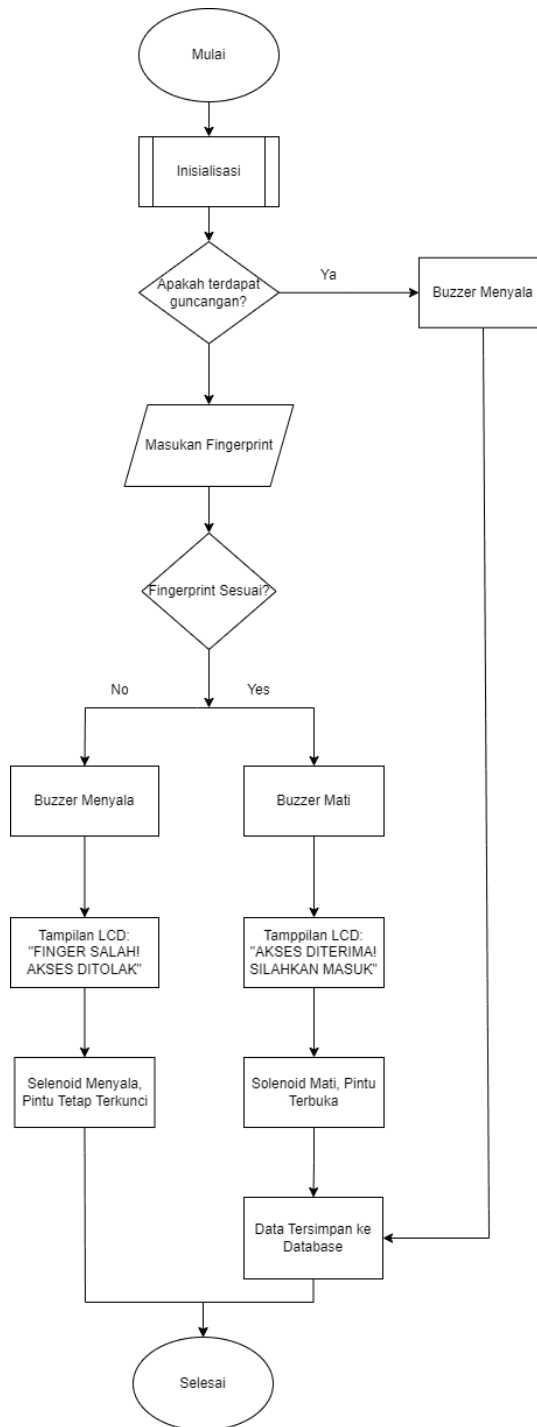 Mulai
Inisialisasi
Apakah terdapat
guncangan?
Ya
Buzzer Menyala
Masukan Fingerprint
Fingerprint Sesuai?
No
Yes
Buzzer Menyala
Buzzer Mati
Tampilan LCD:
"FINGER SALAH!
AKSES DITOLAK"
Tamppilan LCD:
"AKSES DITERIMA!
SILAHKAN MASUK"
Selenoid Menyala,
Pintu Tetap Terkunci
Solenoid Mati, Pintu
Terbuka
Data Tersimpan ke
Database
Selesai